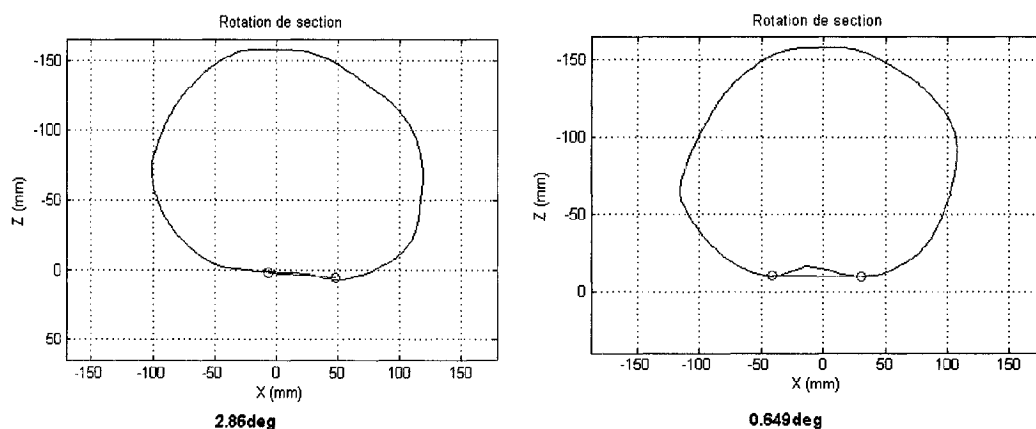 Rotation de section
-150
-100
-50
0
50
Z (mm)
-150 -100 -50 0 50 100 150
X (mm)
2.86deg
Rotation de section
-150
-100
-50
0
Z (mm)
-150 -100 -50 0 50 100 150
X (mm)
0.649deg